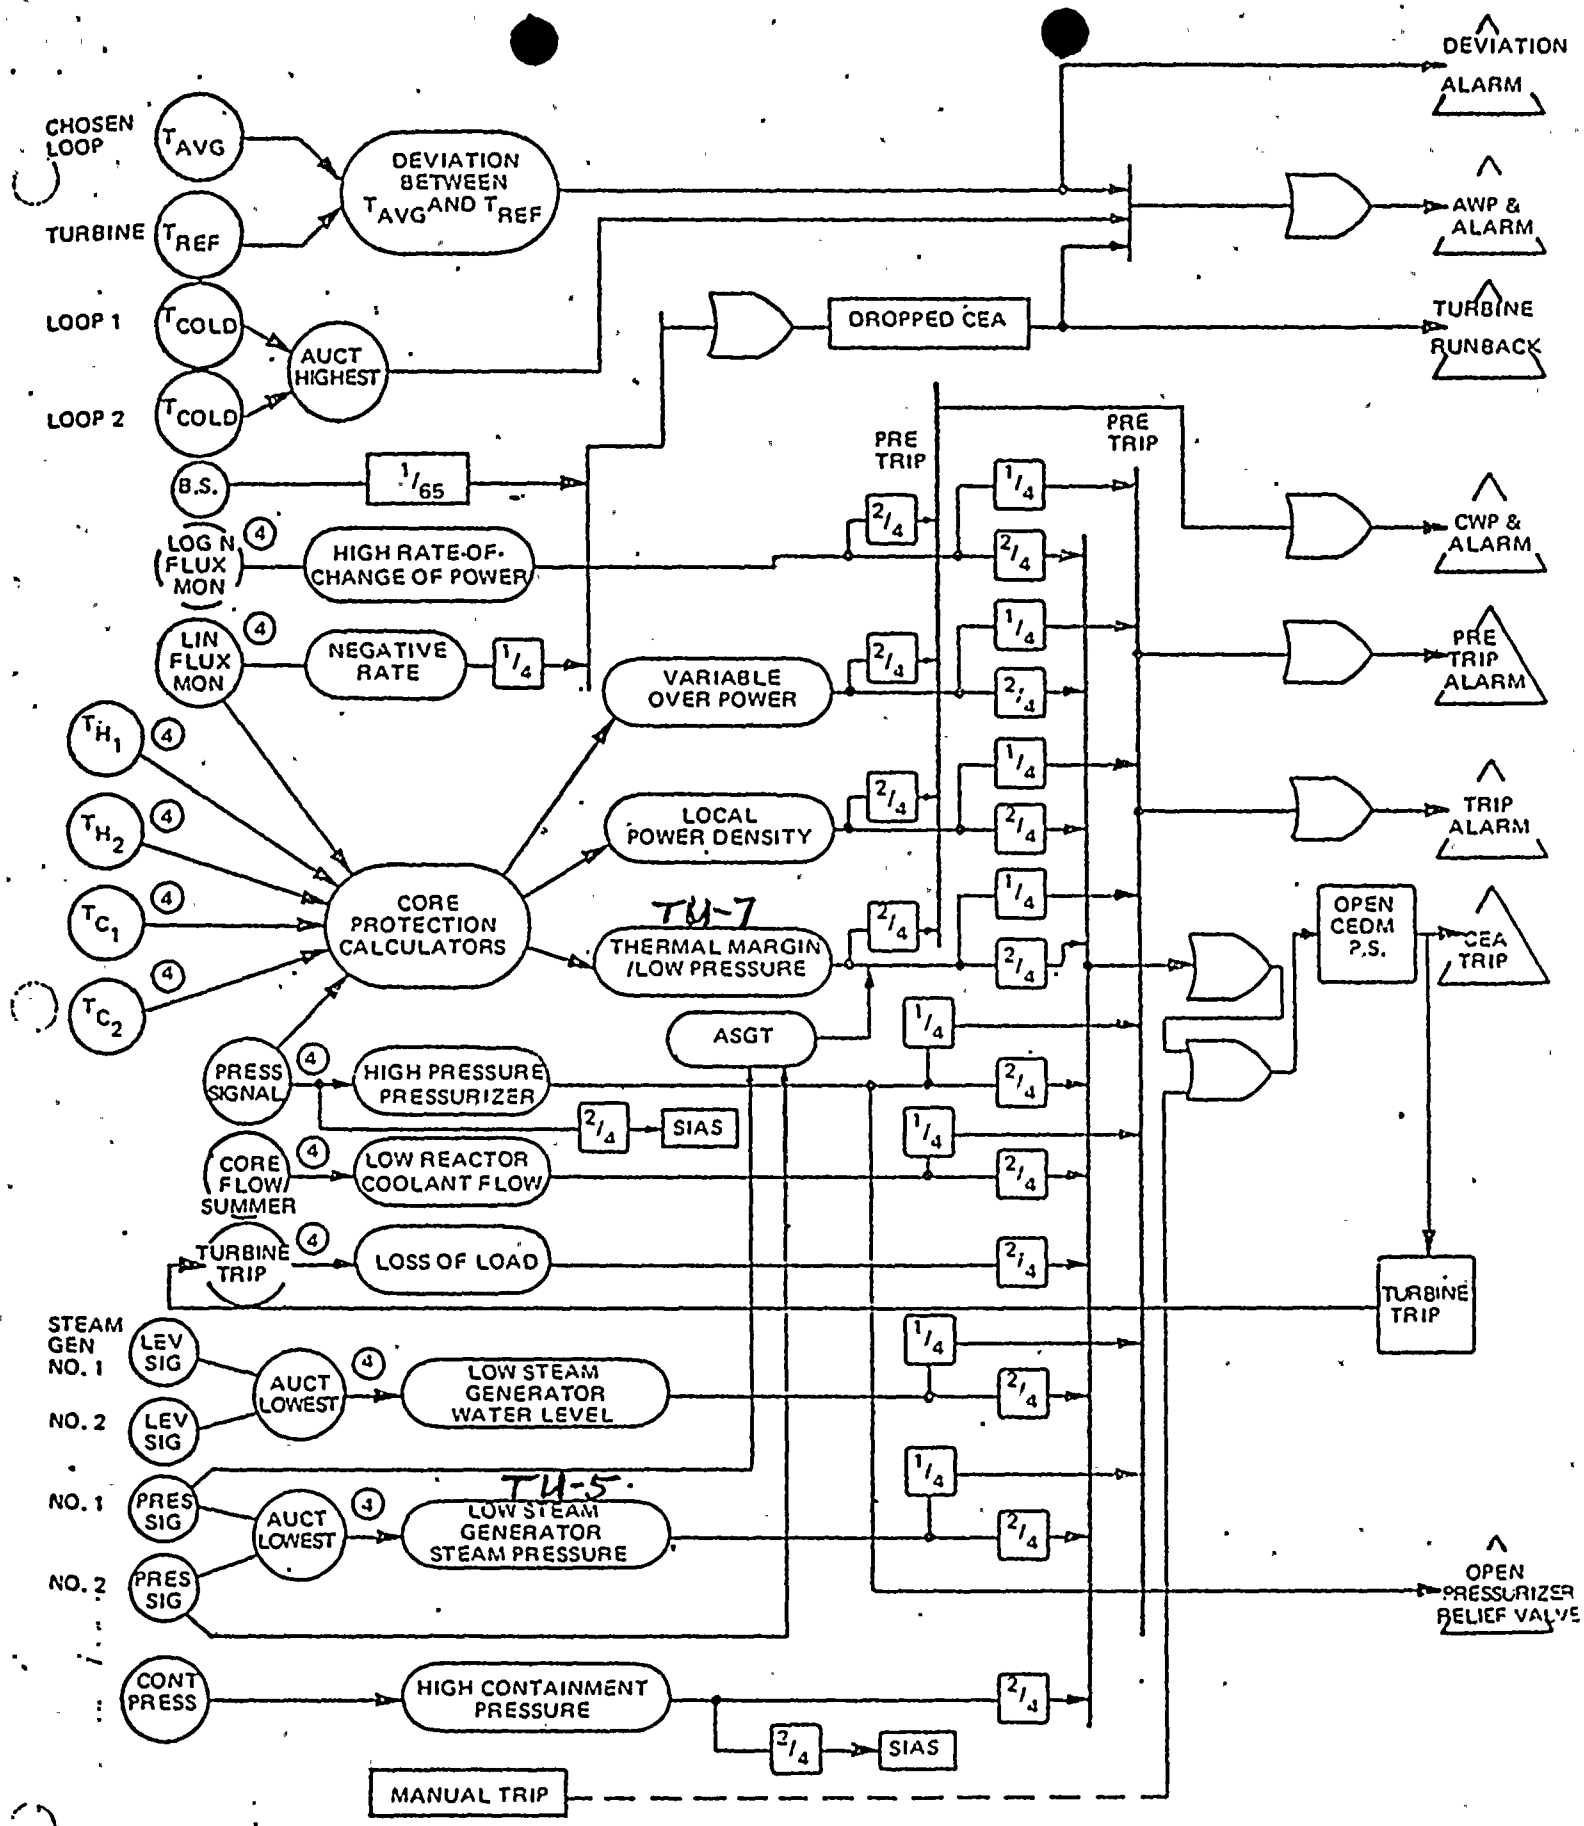 DEVIATION
ALARM
CHOSEN
LOOP
T AVG
DEVIATION
BETWEEN
T AVG AND T REF
TURBINE
T REF
AWP &
ALARM
LOOP 1
T COLD
AUCT
HIGHEST
DROPPED CEA
TURBINE
RUNBACK
LOOP 2
T COLD
PRE
TRIP
PRE
TRIP
B.S.
1/65
1/4
2/4
LOG N
FLUX
MON
4
HIGH RATE-OF-
CHANGE OF POWER
2/4
CWP &
ALARM
LIN
FLUX
MON
4
NEGATIVE
RATE
1/4
VARIABLE
OVER POWER
2/4
1/4
2/4
PRE
TRIP
ALARM
T H1
4
T H2
4
LOCAL
POWER DENSITY
2/4
1/4
2/4
TRIP
ALARM
T C1
4
CORE
PROTECTION
CALCULATORS
TU-7
THERMAL MARGIN
/LOW PRESSURE
2/4
1/4
2/4
OPEN
CEDM
P.S.
CEA
TRIP
T C2
4
ASGT
1/4
PRESS
SIGNAL
4
HIGH PRESSURE
PRESSURIZER
2/4
2/4
SIAS
1/4
CORE
FLOW
SUMMER
4
LOW REACTOR
COOLANT FLOW
2/4
TURBINE
TRIP
4
LOSS OF LOAD
2/4
TURBINE
TRIP
STEAM
GEN
NO. 1
LEV
SIG
AUCT
LOWEST
4
LOW STEAM
GENERATOR
WATER LEVEL
1/4
2/4
NO. 2
LEV
SIG
NO. 1
PRES
SIG
AUCT
LOWEST
4
TU-5
LOW STEAM
GENERATOR
STEAM PRESSURE
1/4
2/4
NO. 2
PRES
SIG
OPEN
PRESSURIZER
RELIEF VALVE
CONT
PRESS
HIGH CONTAINMENT
PRESSURE
2/4
2/4
SIAS
MANUAL TRIP